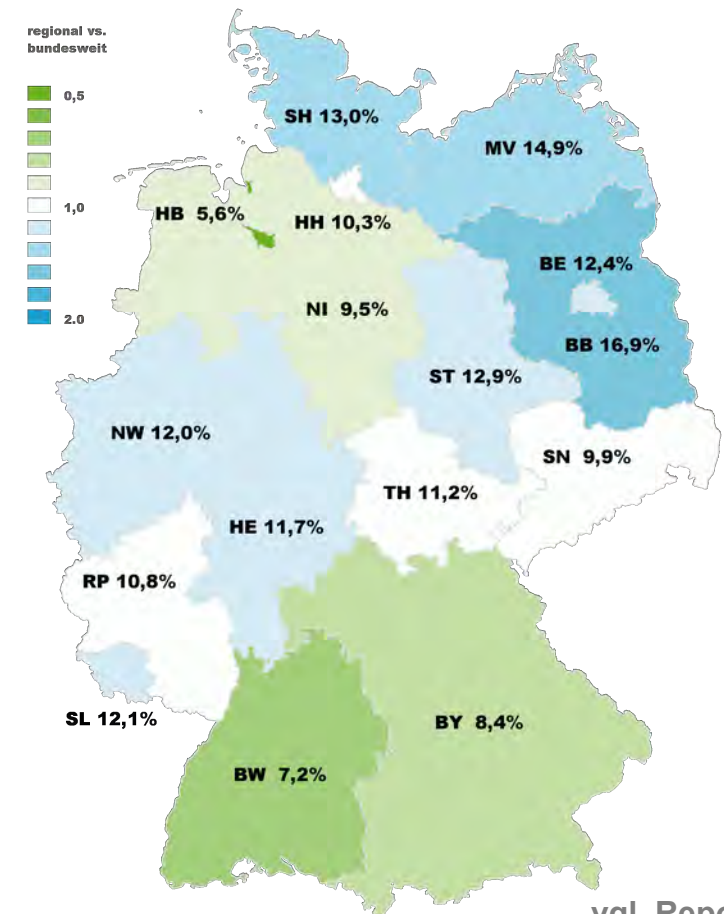 regional vs.
bundesweit
0,5
1,0
2.0
SH 13,0%
MV 14,9%
HB 5,6%
HH 10,3%
BE 12,4%
NI 9,5%
BB 16,9%
ST 12,9%
NW 12,0%
SN 9,9%
TH 11,2%
HE 11,7%
RP 10,8%
SL 12,1%
BY 8,4%
BW 7,2%